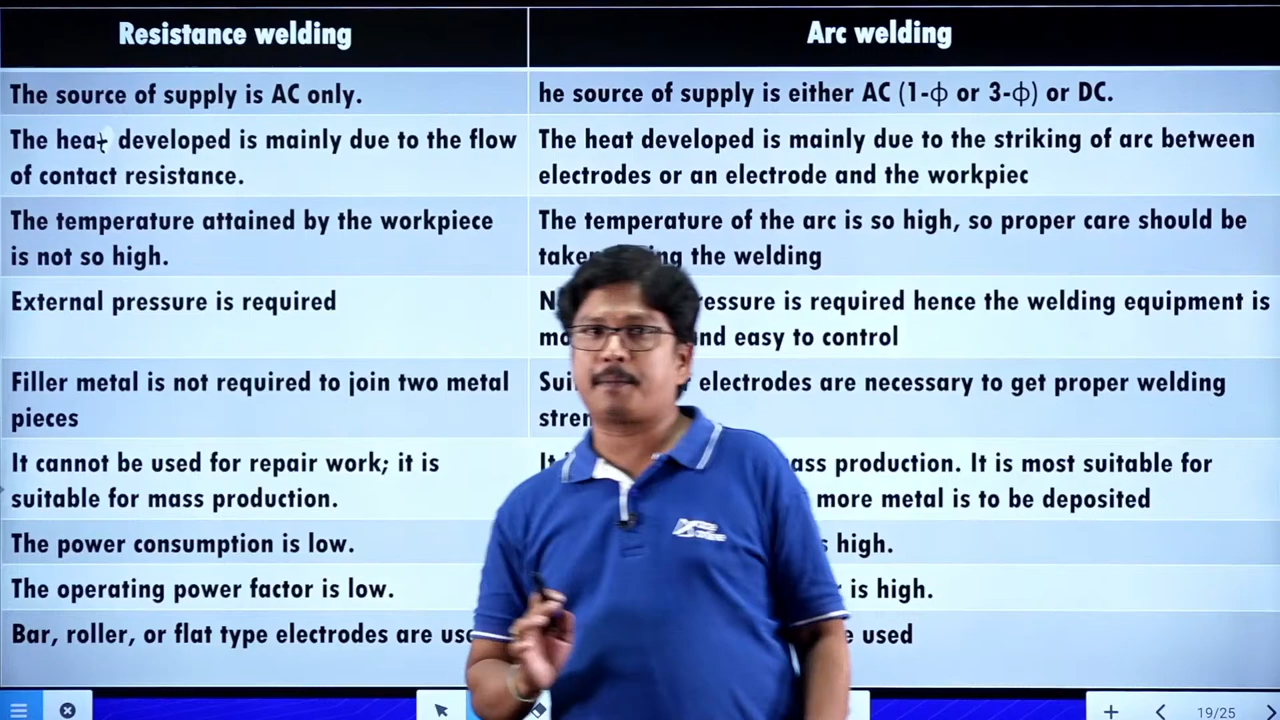 Resistance welding
Arc welding
The source of supply is AC only.
he source of supply is either AC (1-ф or 3-ф) or DC.
The heat developed is mainly due to the flow
of contact resistance.
The heat developed is mainly due to the striking of arc between
electrodes or an electrode and the workpiec
The temperature attained by the workpiece
is not so high.
The temperature of the arc is so high, so proper care should be
the welding
External pressure is required
is required hence the welding equipment is
and easy to control
Filler metal is not required to join two metal
pieces
electrodes are necessary to get proper welding
It cannot be used for repair work; it is
suitable for mass production.
production. It is most suitable for
more metal is to be deposited
The power consumption is low.
high.
The operating power factor is low.
is high.
Bar, roller, or flat type electrodes are
used
19/25